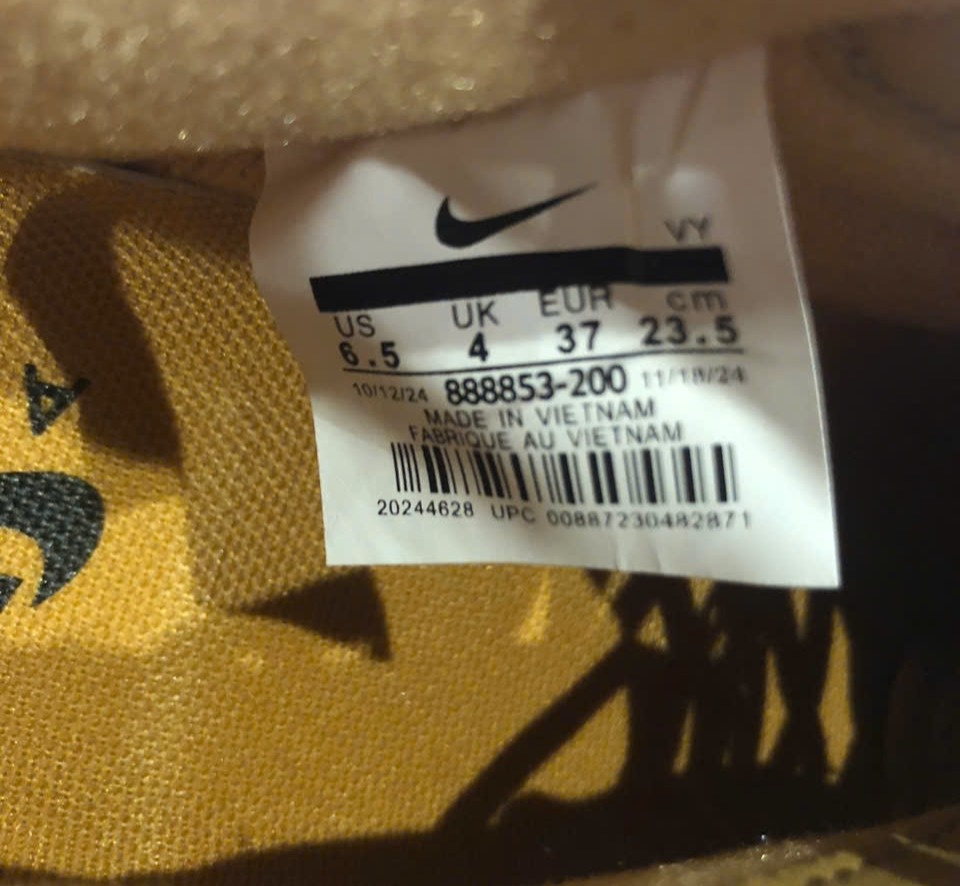 VY
US UK EUR cm
6.5 4 37 23.5
10/12/24 888853-200 11/18/24
MADE IN VIETNAM
FABRIQUE AU VIETNAM
20244628 UPC 00887230482871
A